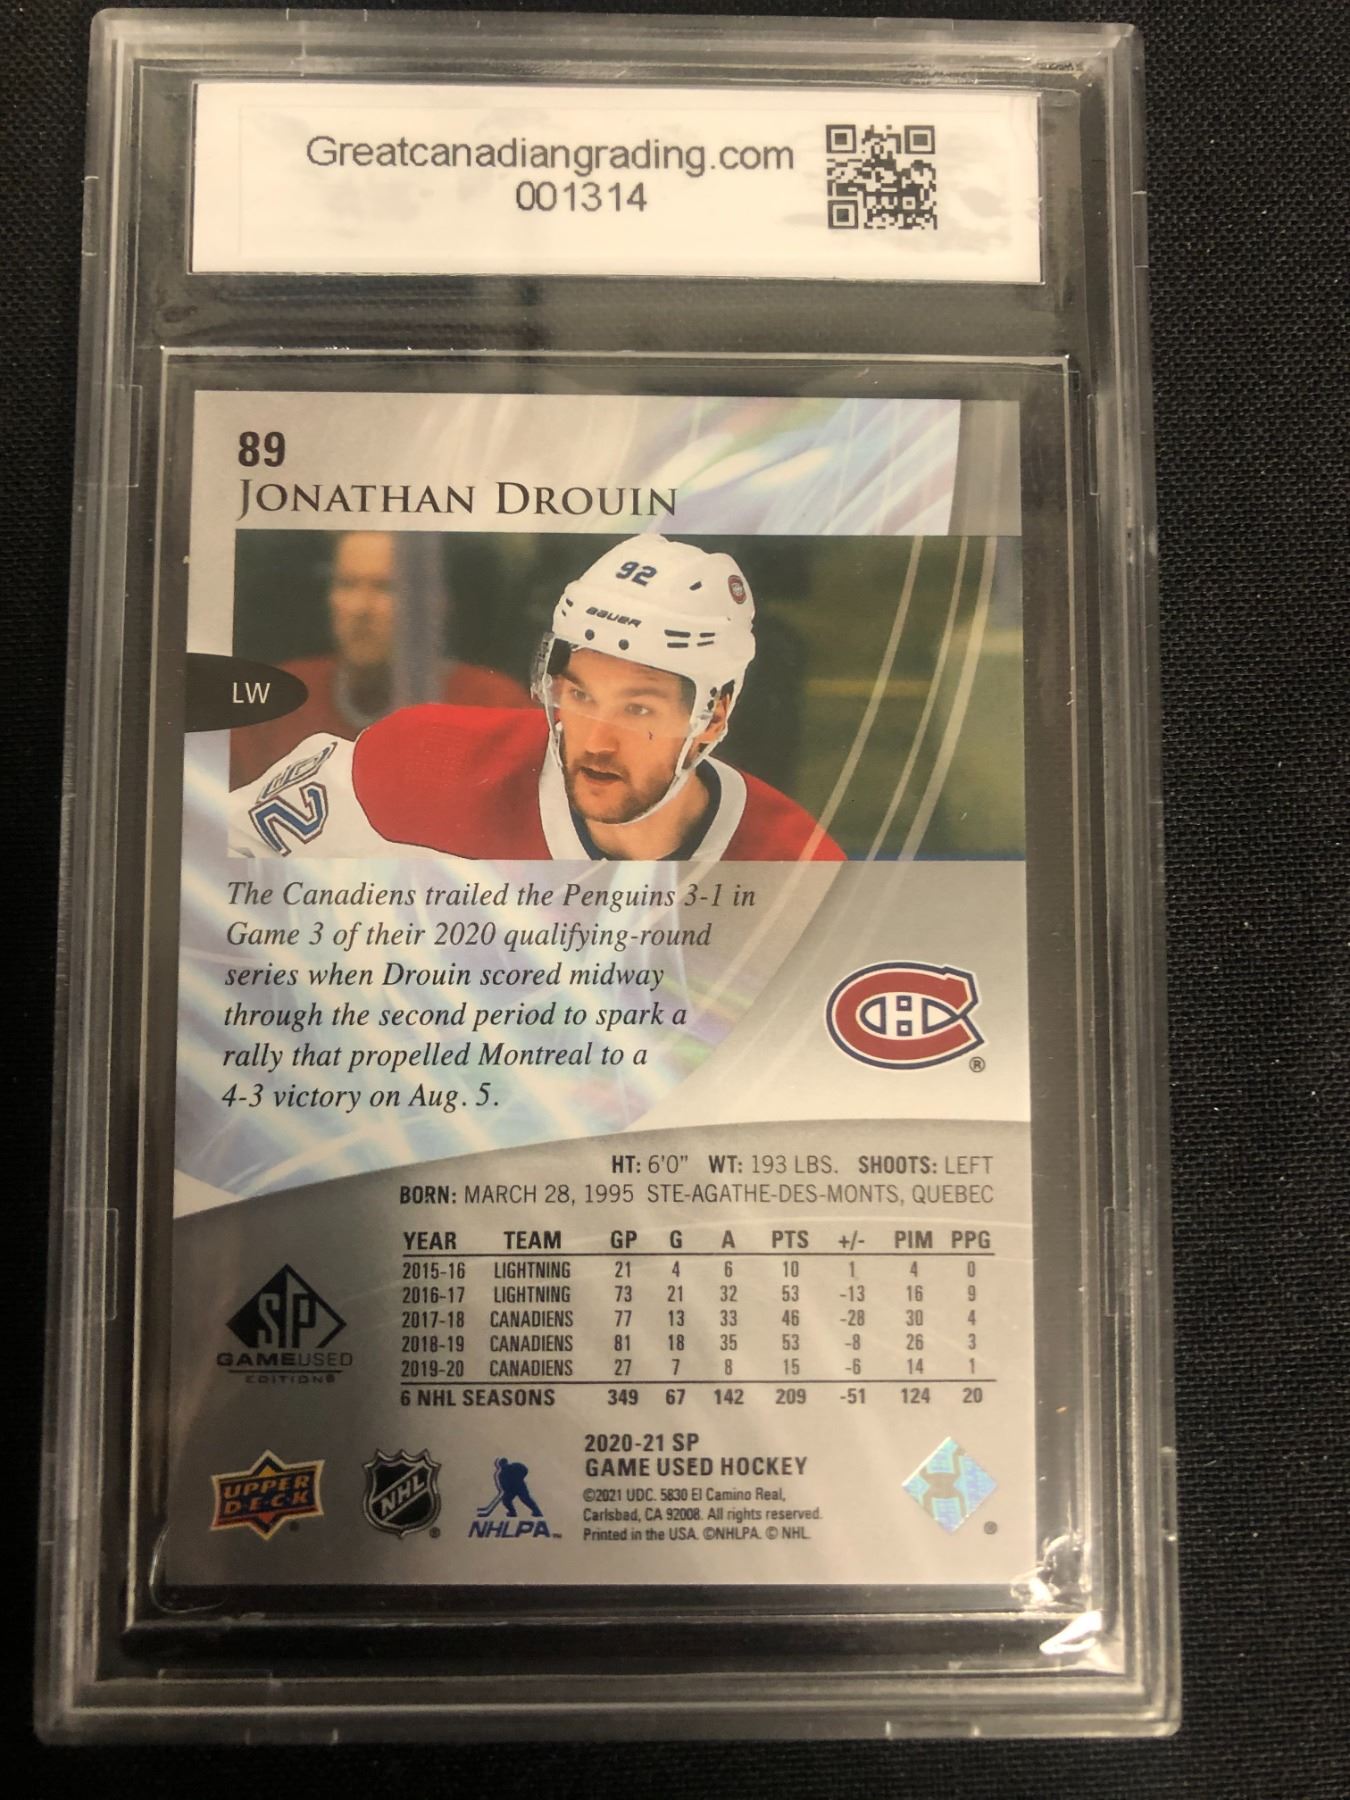 Greatcanadiangrading.com
001314
89
JONATHAN DROUIN
92
BAUER
LW
2
The Canadiens trailed the Penguins 3-1 in
Game 3 of their 2020 qualifying-round
series when Drouin scored midway
through the second period to spark a
rally that propelled Montreal to a
4-3 victory on Aug. 5.
®
HT: 6'0" WT: 193 LBS. SHOOTS: LEFT
BORN: MARCH 28, 1995 STE-AGATHE-DES-MONTS, QUEBEC
YEAR TEAM GP G A PTS +/- PIM PPG
2015-16 LIGHTNING 21 4 6 10 1 4 0
2016-17 LIGHTNING 73 21 32 53 -13 16 9
2017-18 CANADIENS 77 13 33 46 -28 30 4
2018-19 CANADIENS 81 18 35 53 -8 26 3
2019-20 CANADIENS 27 7 8 15 -6 14 1
6 NHL SEASONS 349 67 142 209 -51 124 20
SP
GAMEUSED
EDITION®
UPPER
DECK
®
NHL
®
NHLPA™
2020-21 SP
GAME USED HOCKEY
©2021 UDC. 5830 El Camino Real,
Carlsbad, CA 92008. All rights reserved.
Printed in the USA. ©NHLPA. © NHL.
®